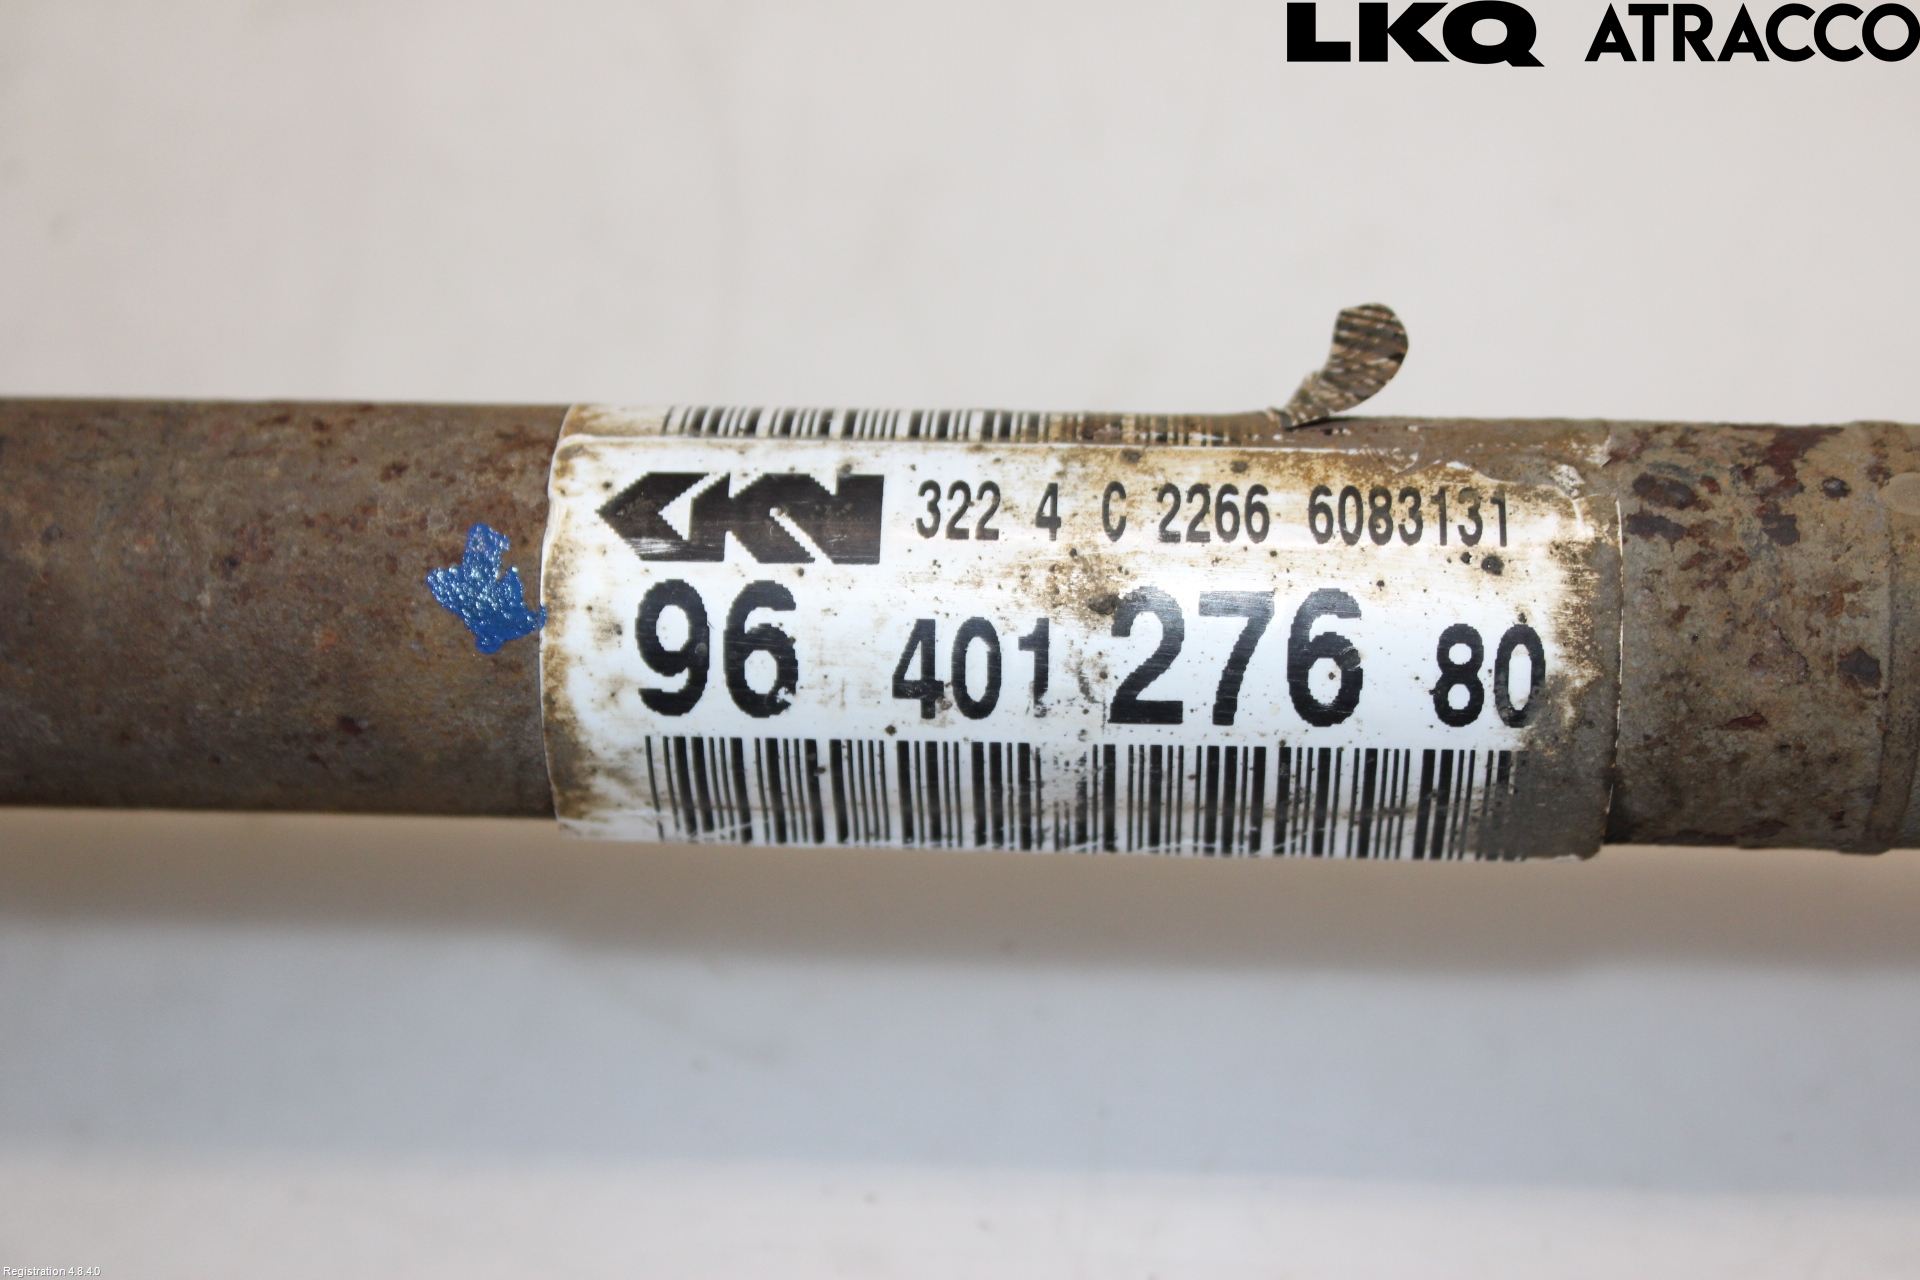 LKQ ATRACCO
GKN 322 4 C 2266 6083131
96 401 276 80
Registration 4.8.4.0